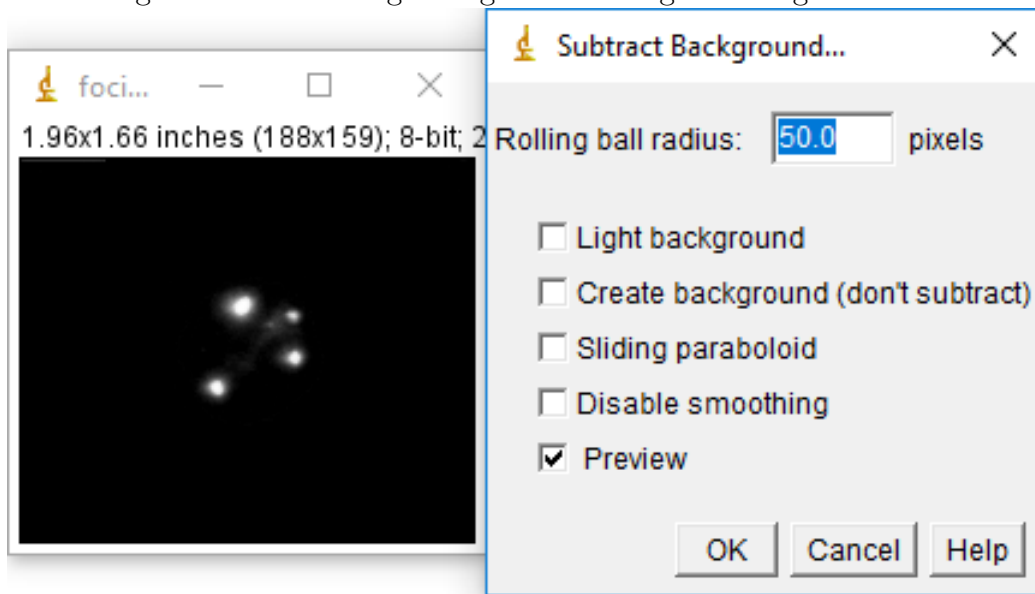 foci...
1.96x1.66 inches (188x159); 8-bit; 2
Subtract Background...
Rolling ball radius: 50.0 pixels
Light background
Create background (don't subtract)
Sliding paraboloid
Disable smoothing
Preview
OK Cancel Help